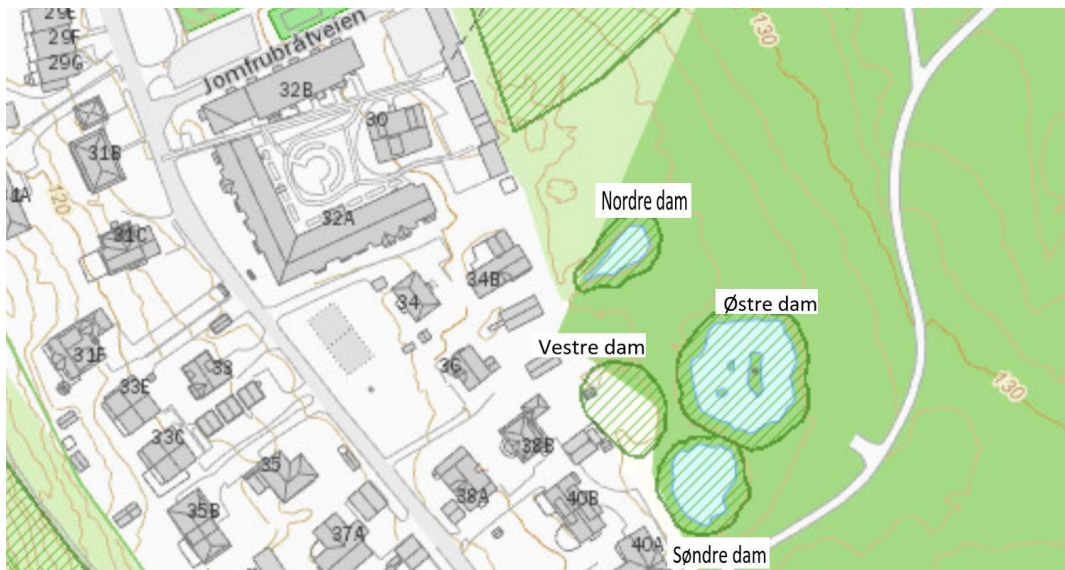 29E
29F
29G
Jomfrubråtveien
32B
30
31B
130
120
32A
31C
Nordre dam
34B
34
Østre dam
Vestre dam
31F
36
33
33E
130
33C
38B
35
38A
40B
35B
37A
40A
Søndre dam